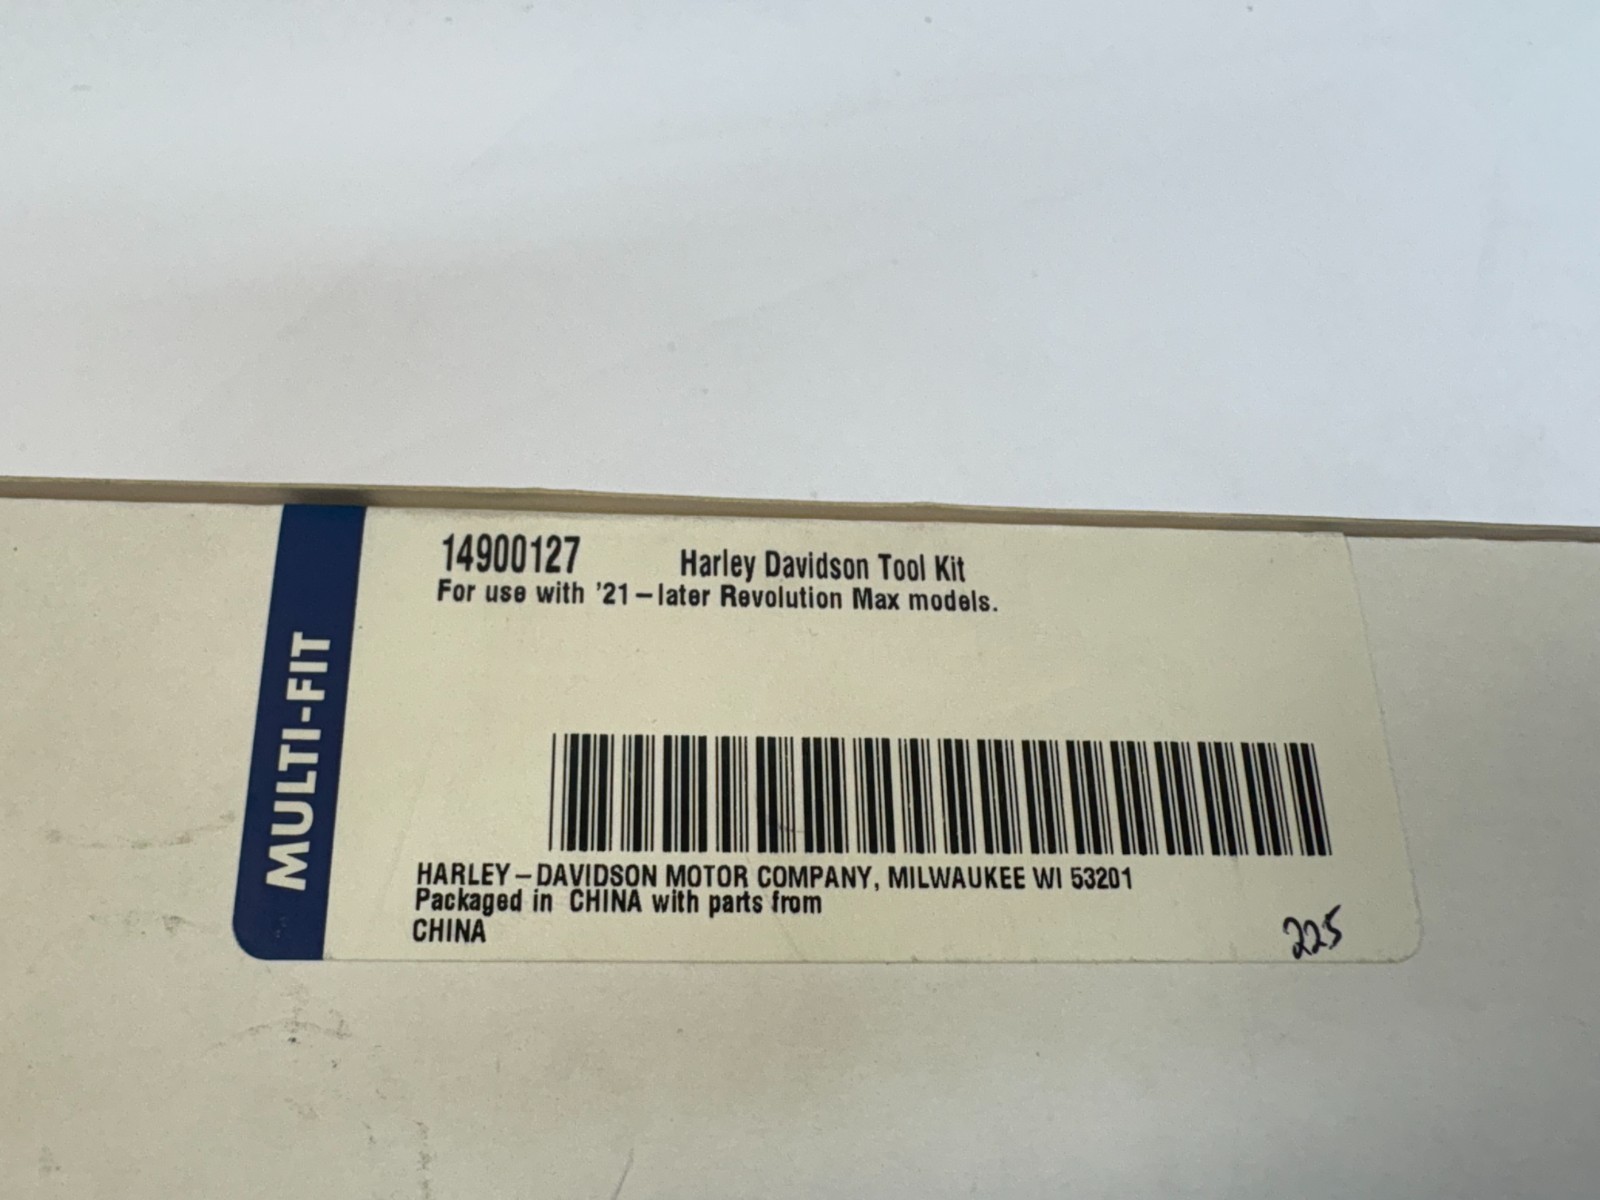 14900127 Harley Davidson Tool Kit
For use with '21–later Revolution Max models.
MULTI-FIT
HARLEY–DAVIDSON MOTOR COMPANY, MILWAUKEE WI 53201
Packaged in CHINA with parts from
CHINA
225